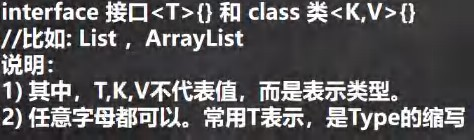 interface 接口<T>{} 和 class 类<K,V>{}
//比如: List ，ArrayList
说明：
1) 其中，T,K,V不代表值，而是表示类型。
2) 任意字母都可以。常用T表示，是Type的缩写